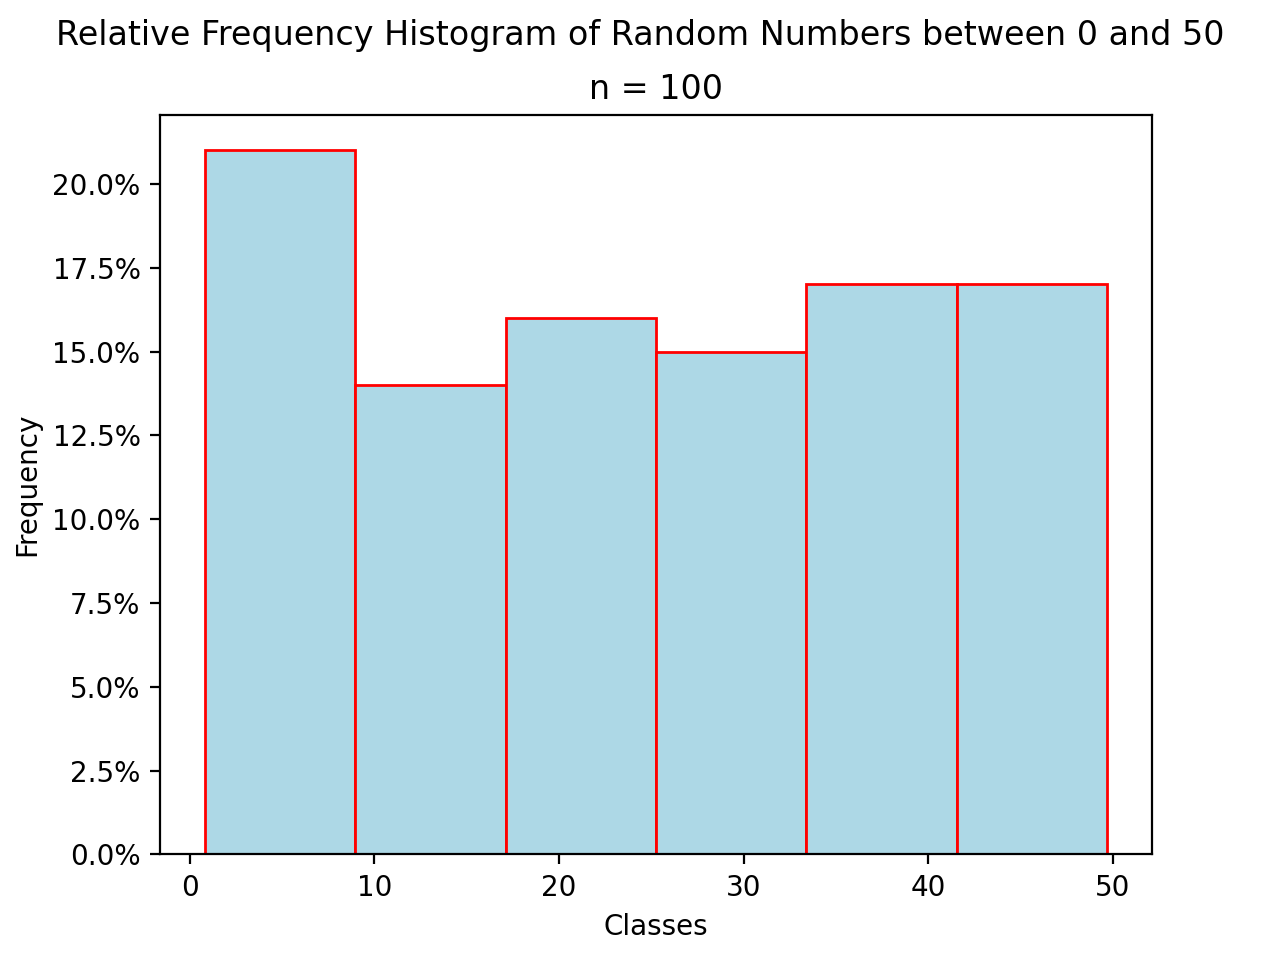 Relative Frequency Histogram of Random Numbers between 0 and 50
n = 100
20.0%
17.5%
15.0%
12.5%
10.0%
7.5%
5.0%
2.5%
0.0%
Frequency
0 10 20 30 40 50
Classes